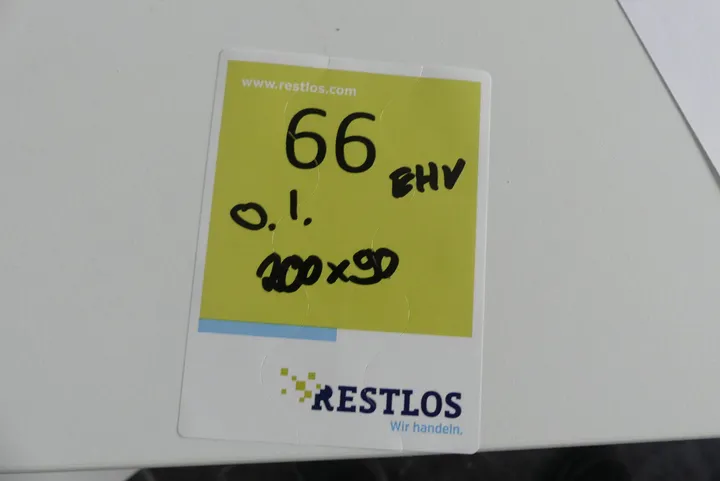 www.restlos.com
66
EHV
O. I.
200x90
RESTLOS
Wir handeln.